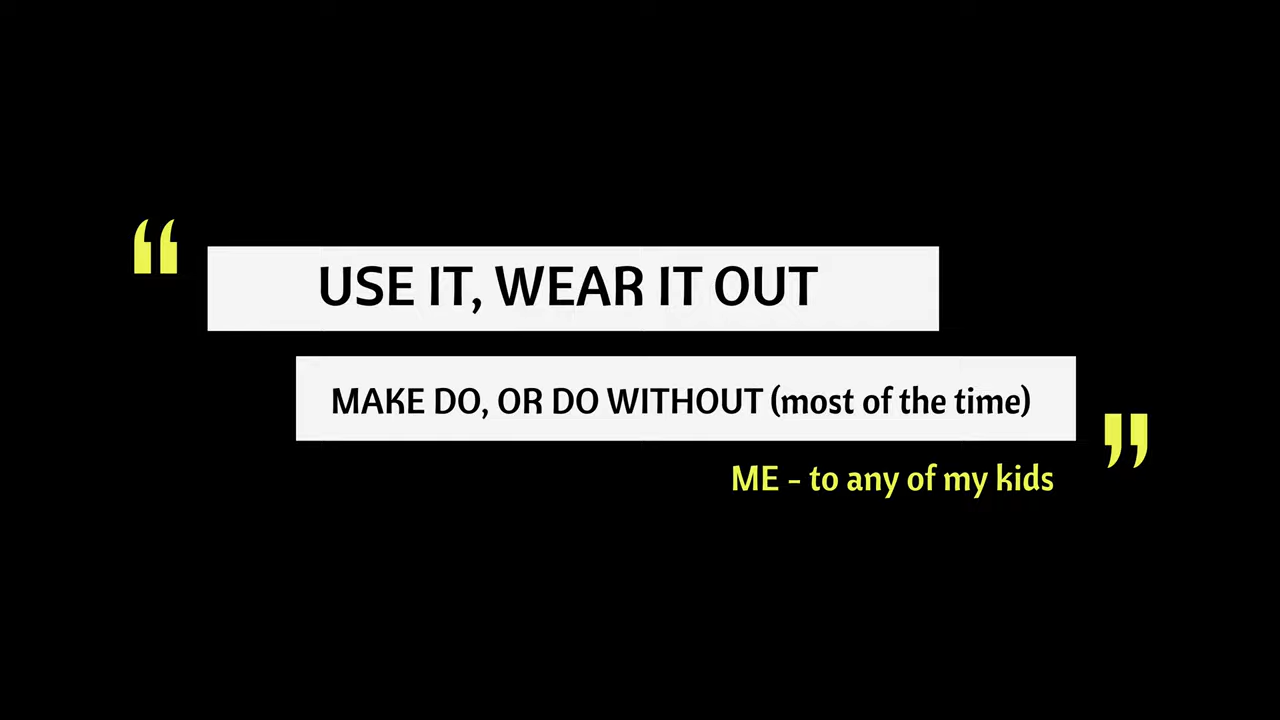 “
USE IT, WEAR IT OUT
MAKE DO, OR DO WITHOUT (most of the time)
”
ME - to any of my kids